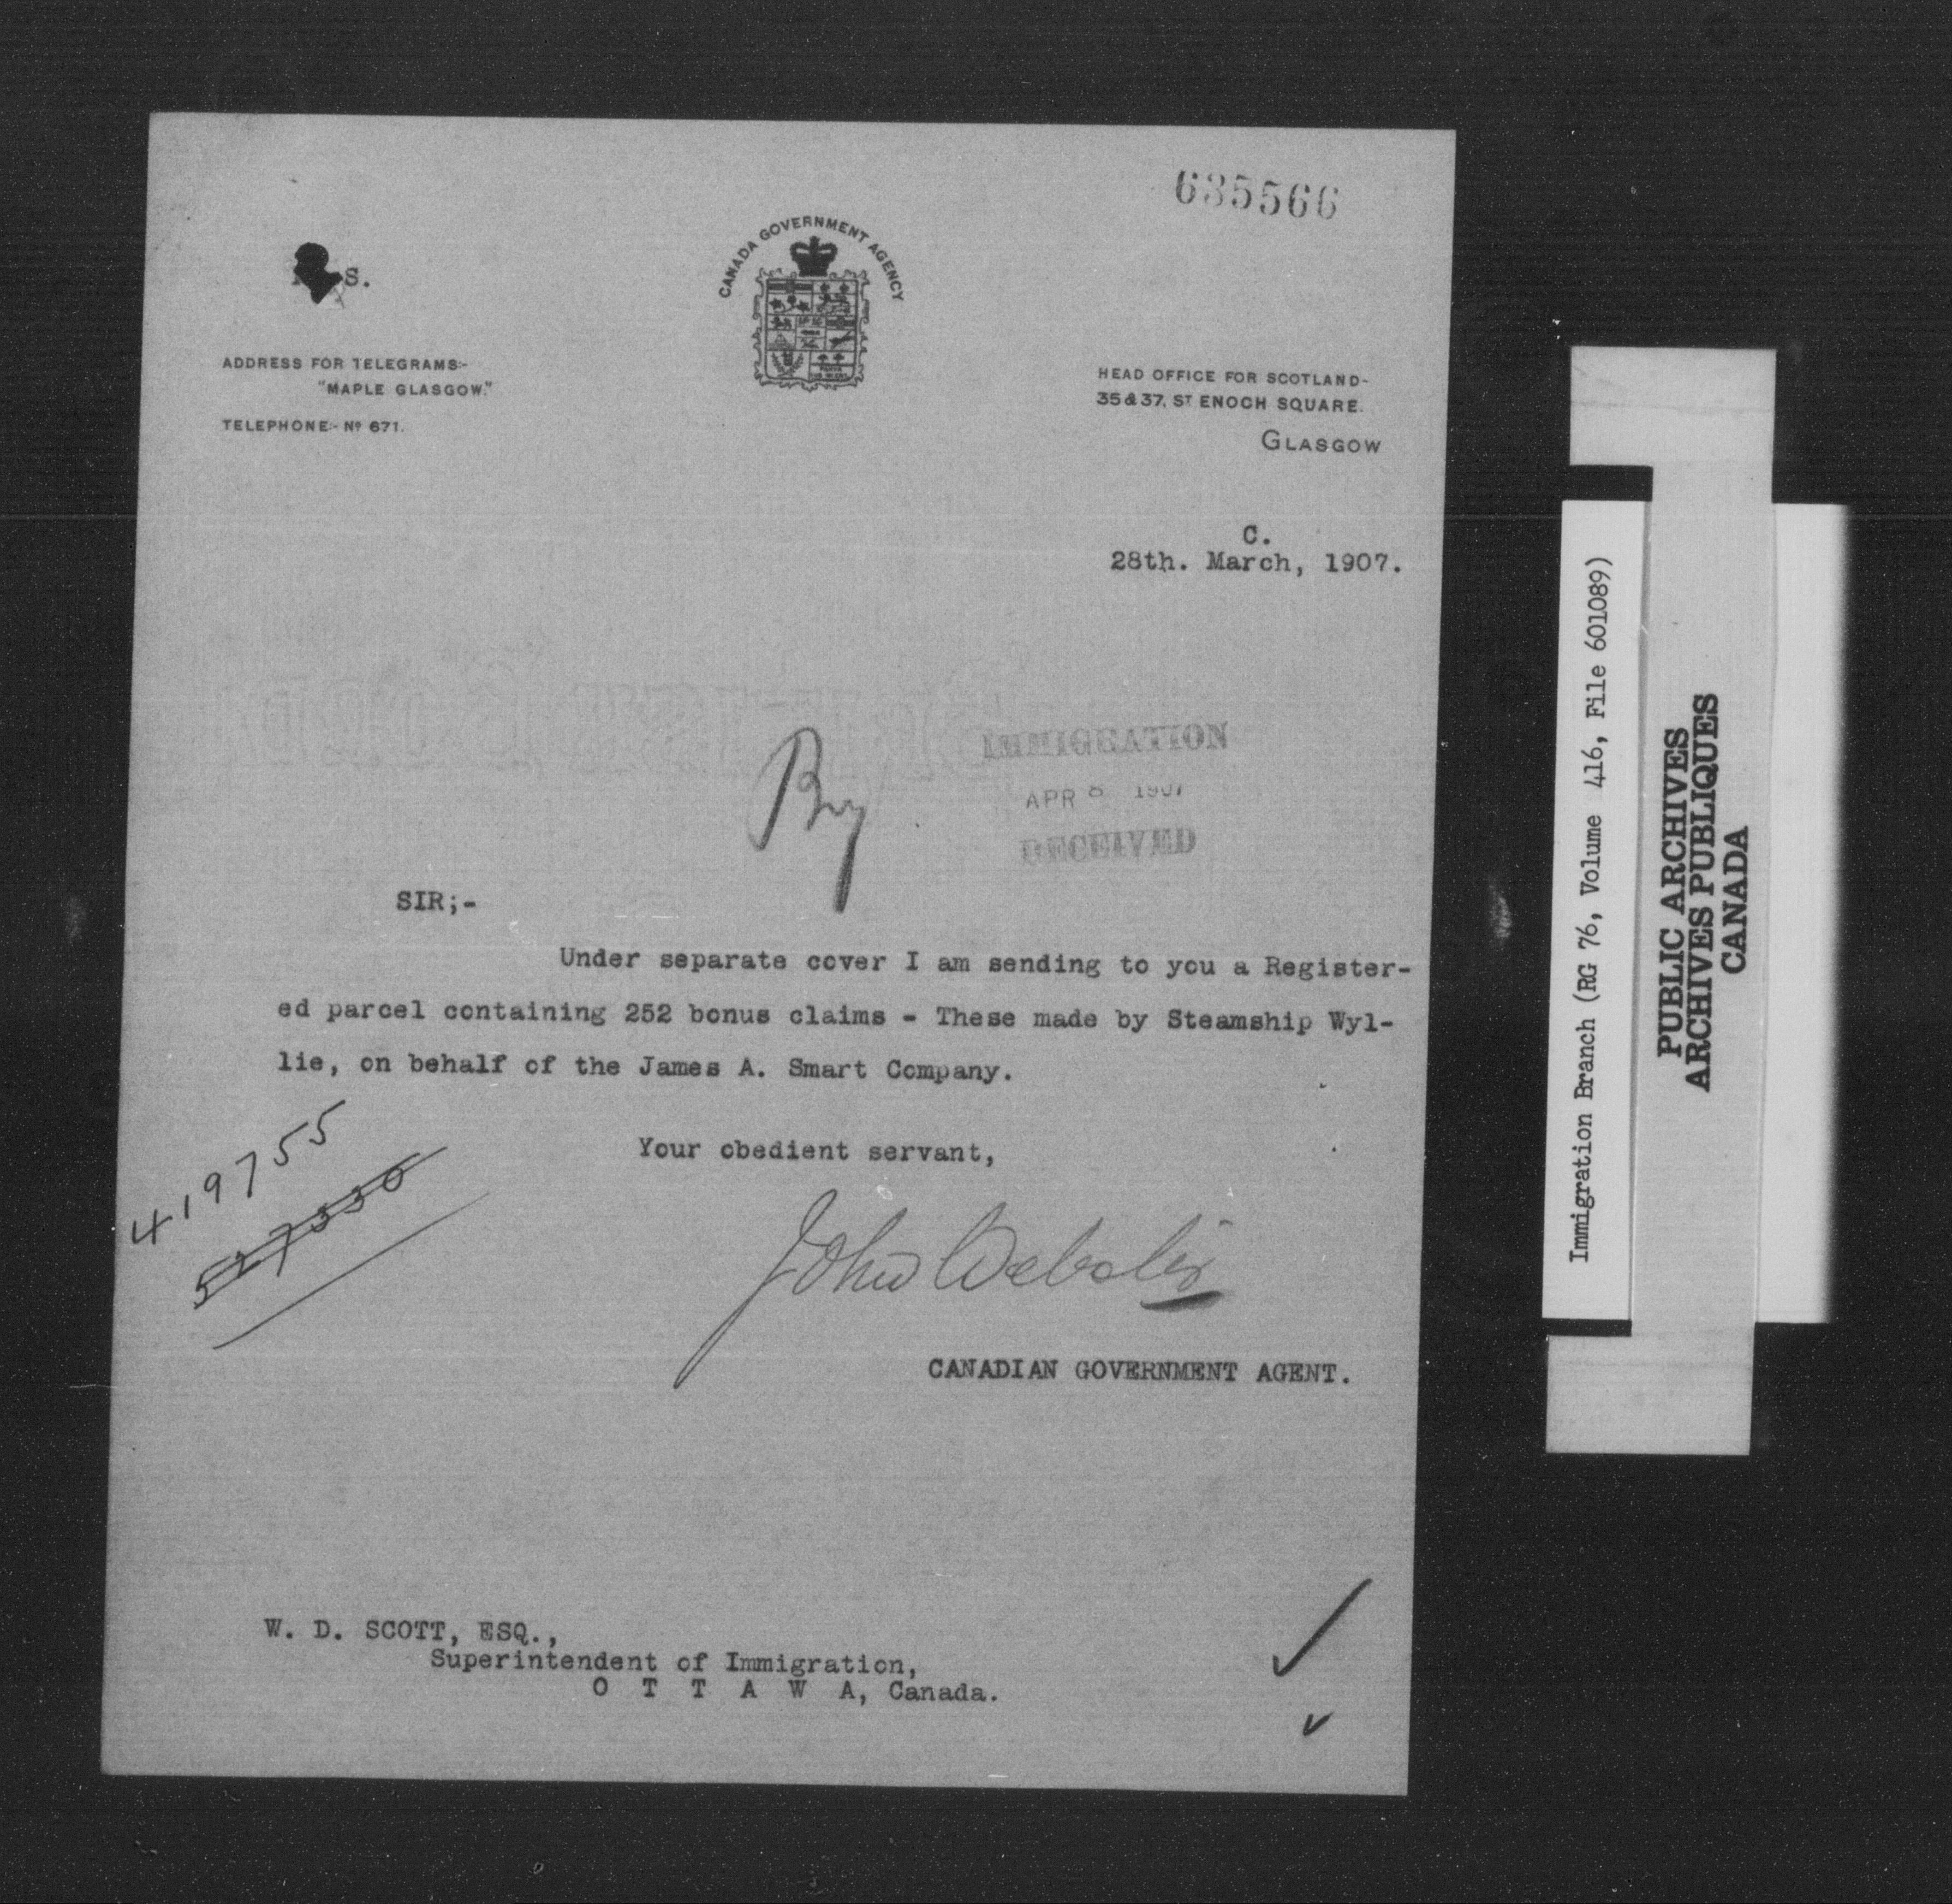 635566
S.
CANADA GOVERNMENT AGENCY
ADDRESS FOR TELEGRAMS:-
"MAPLE GLASGOW."
TELEPHONE:- Nº 671.
HEAD OFFICE FOR SCOTLAND-
35 & 37, ST ENOCH SQUARE.
GLASGOW
C.
28th. March, 1907.
IMMIGRATION
APR 8 1907
RECEIVED
SIR;-
Under separate cover I am sending to you a Register-
ed parcel containing 252 bonus claims - These made by Steamship Wyl-
lie, on behalf of the James A. Smart Company.
419755
527330
Your obedient servant,
John Webster
CANADIAN GOVERNMENT AGENT.
W. D. SCOTT, ESQ.,
Superintendent of Immigration,
O T T A W A, Canada.
Immigration Branch (RG 76, Volume 416, File 601089)
PUBLIC ARCHIVES
ARCHIVES PUBLIQUES
CANADA